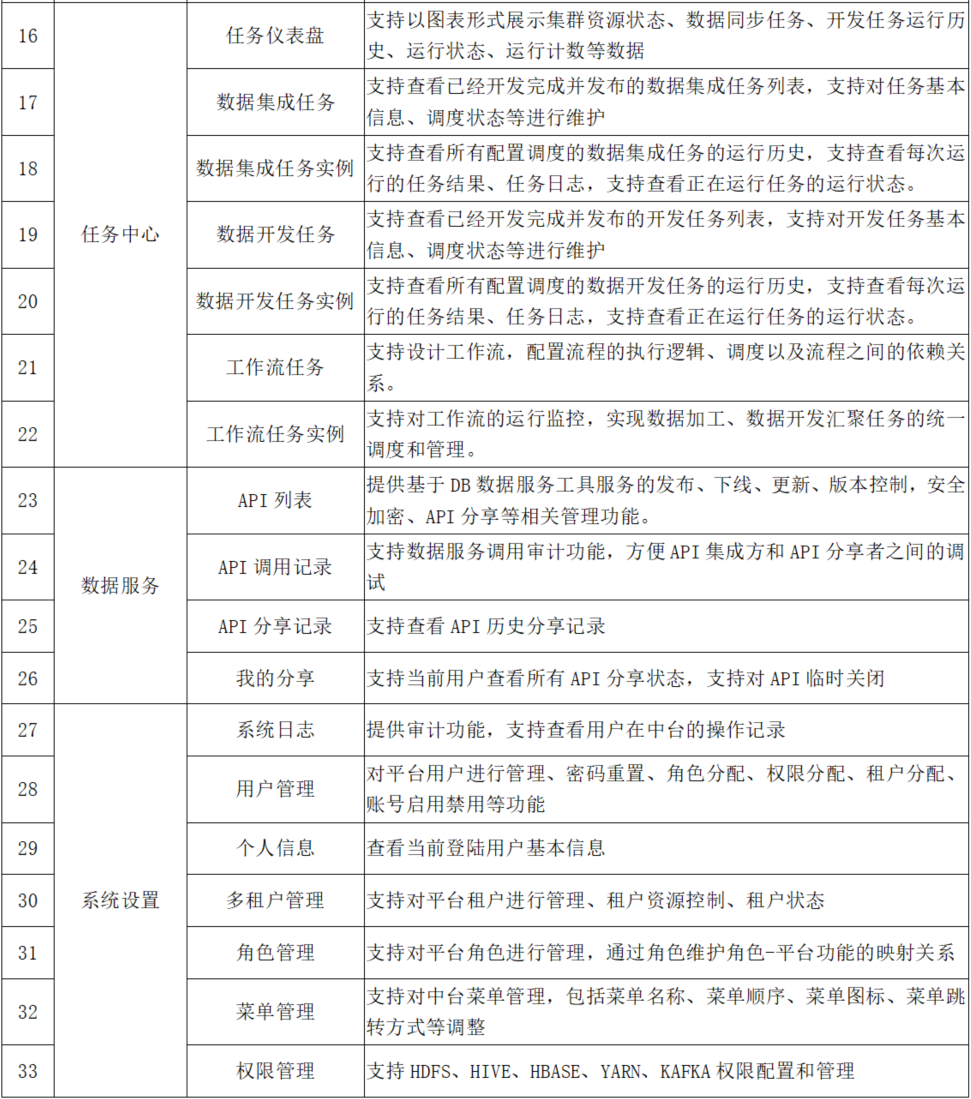 16
任务仪表盘
支持以图表形式展示集群资源状态、数据同步任务、开发任务运行历
史、运行状态、运行计数等数据
17
数据集成任务
支持查看已经开发完成并发布的数据集成任务列表，支持对任务基本
信息、调度状态等进行维护
18
数据集成任务实例
支持查看所有配置调度的数据集成任务的运行历史，支持查看每次运
行的任务结果、任务日志，支持查看正在运行任务的运行状态。
19
任务中心
数据开发任务
支持查看已经开发完成并发布的开发任务列表，支持对开发任务基本
信息、调度状态等进行维护
20
数据开发任务实例
支持查看所有配置调度的数据开发任务的运行历史，支持查看每次运
行的任务结果、任务日志，支持查看正在运行任务的运行状态。
21
工作流任务
支持设计工作流，配置流程的执行逻辑、调度以及流程之间的依赖关
系。
22
工作流任务实例
支持对工作流的运行监控，实现数据加工、数据开发汇聚任务的统一
调度和管理。
23
API 列表
提供基于 DB 数据服务工具服务的发布、下线、更新、版本控制，安全
加密、API 分享等相关管理功能。
24
数据服务
API 调用记录
支持数据服务调用审计功能，方便 API 集成方和 API 分享者之间的调
试
25
API 分享记录
支持查看 API 历史分享记录
26
我的分享
支持当前用户查看所有 API 分享状态，支持对 API 临时关闭
27
系统日志
提供审计功能，支持查看用户在中台的操作记录
28
用户管理
对平台用户进行管理、密码重置、角色分配、权限分配、租户分配、
账号启用禁用等功能
29
个人信息
查看当前登陆用户基本信息
30
系统设置
多租户管理
支持对平台租户进行管理、租户资源控制、租户状态
31
角色管理
支持对平台角色进行管理，通过角色维护角色-平台功能的映射关系
32
菜单管理
支持对中台菜单管理，包括菜单名称、菜单顺序、菜单图标、菜单跳
转方式等调整
33
权限管理
支持 HDFS、HIVE、HBASE、YARN、KAFKA 权限配置和管理